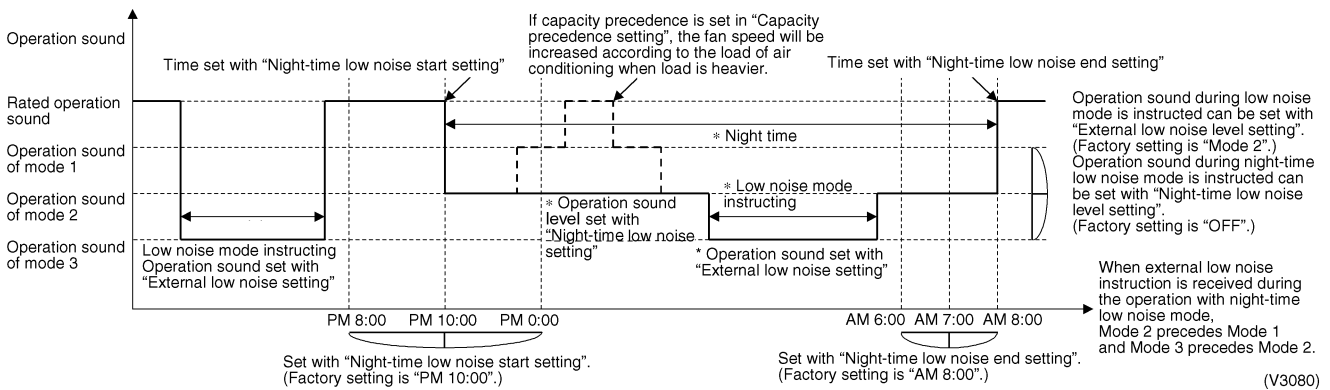 Operation sound
If capacity precedence is set in “Capacity
precedence setting”, the fan speed will be
increased according to the load of air
conditioning when load is heavier.
Time set with “Night-time low noise start setting”
Time set with “Night-time low noise end setting”
Rated operation
sound
* Night time
Operation sound
of mode 1
Operation sound
of mode 2
Operation sound
of mode 3
* Low noise mode
instructing
* Operation sound
level set with
“Night-time low noise
setting”
Low noise mode instructing
Operation sound set with
“External low noise setting”
* Operation sound set with
“External low noise setting”
Operation sound during low noise
mode is instructed can be set with
“External low noise level setting”.
(Factory setting is “Mode 2”.)
Operation sound during night-time
low noise mode is instructed can
be set with “Night-time low noise
level setting”.
(Factory setting is “OFF”.)
When external low noise
instruction is received during
the operation with night-time
low noise mode,
Mode 2 precedes Mode 1
and Mode 3 precedes Mode 2.
PM 8:00 PM 10:00 PM 0:00
AM 6:00 AM 7:00 AM 8:00
Set with “Night-time low noise start setting”.
(Factory setting is “PM 10:00”.)
Set with “Night-time low noise end setting”.
(Factory setting is “AM 8:00”.)
(V3080)